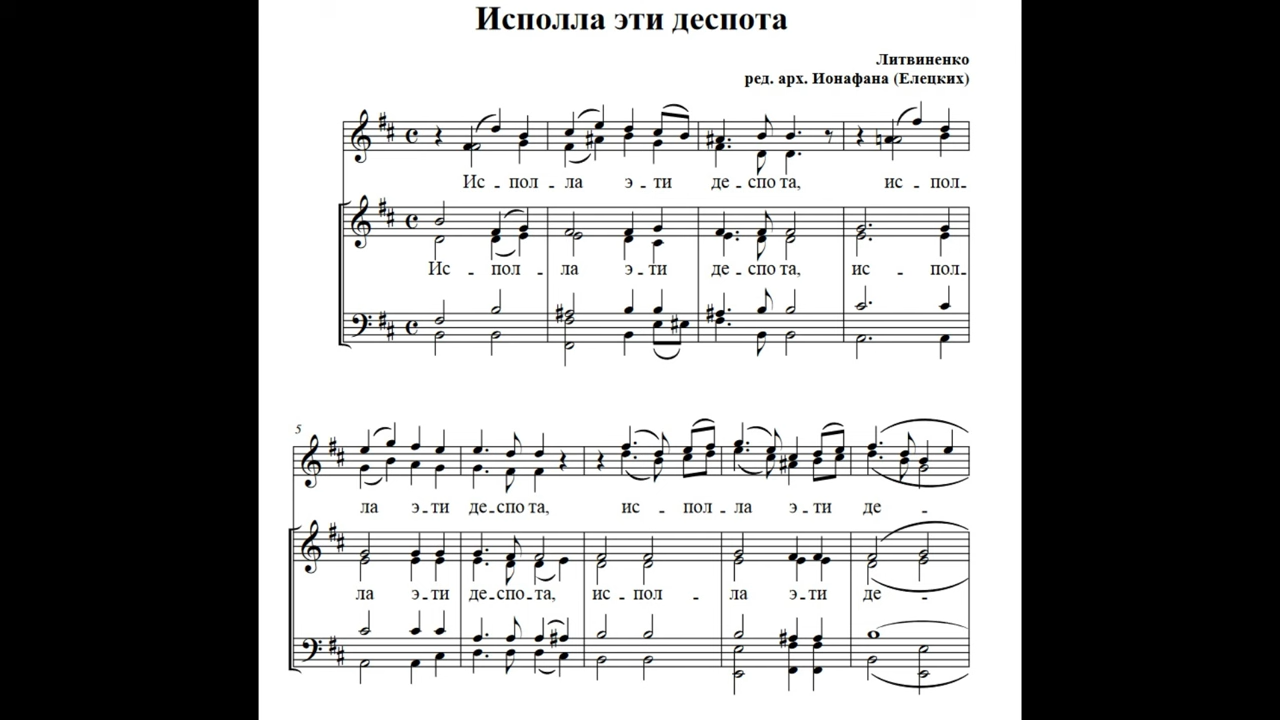 Исполла эти деспота
Литвиненко
ред. арх. Ионафана (Елецких)
Ис - пол - ла э - ти де - спо та, ис - пол -
Ис - пол - ла э - ти де - спо та, ис - пол -
5
ла э - ти де - спо та, ис - пол - ла э - ти де -
ла э - ти де - спо - та, ис - пол - ла э - ти де -